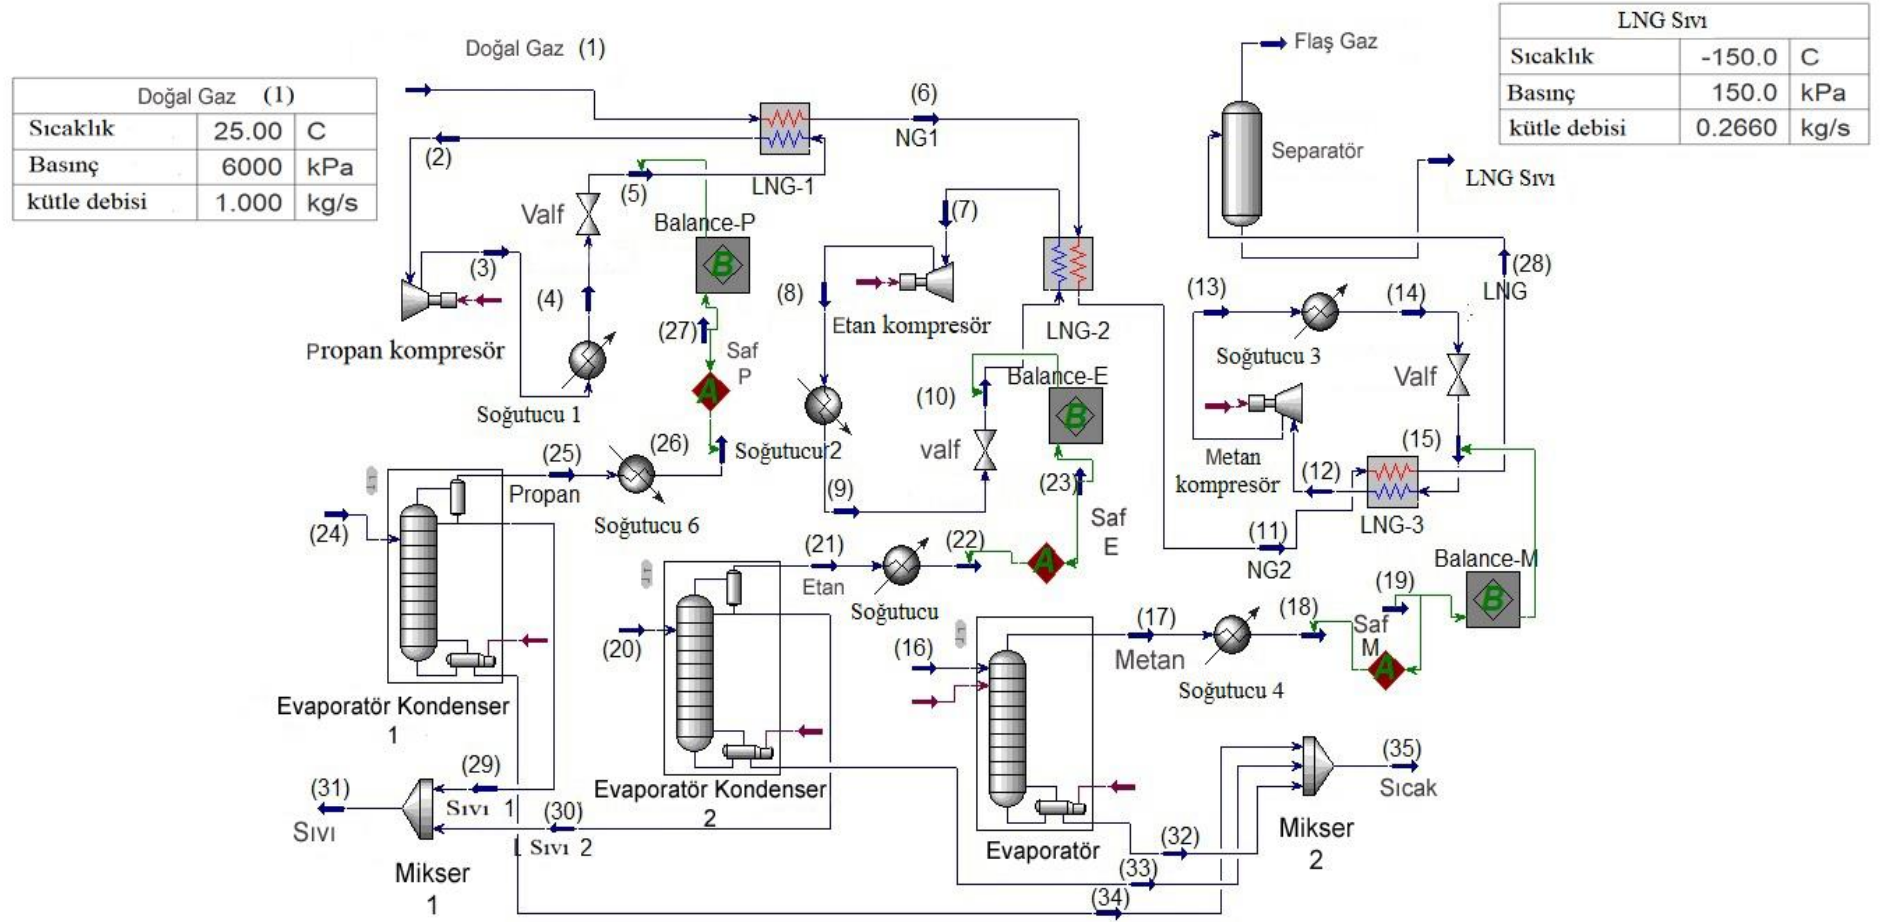 Doğal Gaz (1)
Doğal Gaz (1)
Sıcaklık 25.00 C
Basınç 6000 kPa
kütle debisi 1.000 kg/s
LNG Sıvı
Sıcaklık -150.0 C
Basınç 150.0 kPa
kütle debisi 0.2660 kg/s
Flaş Gaz
Separatör
LNG Sıvı
(6)
NG1
(2)
LNG-1
(5)
Valf
Balance-P
B
(3)
(4)
(27)
Saf
P
A
Propan kompresör
Soğutucu 1
(7)
(8)
Etan kompresör
LNG-2
(28)
LNG
(13)
(14)
Soğutucu 3
Valf
Balance-E
B
(10)
valf
Soğutucu 2
(9)
(23)
Saf
E
A
Metan
kompresör
(15)
(12)
LNG-3
(11)
NG2
(25)
Propan
(26)
Soğutucu 6
(24)
Evaporatör Kondenser
1
(21)
Etan
(22)
Soğutucu
(20)
Evaporatör Kondenser
2
Balance-M
B
(19)
(18)
Saf
M
A
(17)
Metan
Soğutucu 4
(16)
Evaporatör
(29)
Sıvı 1
(31)
Sıvı
(30)
Sıvı 2
Mikser
1
(32)
(33)
(34)
(35)
Sıcak
Mikser
2